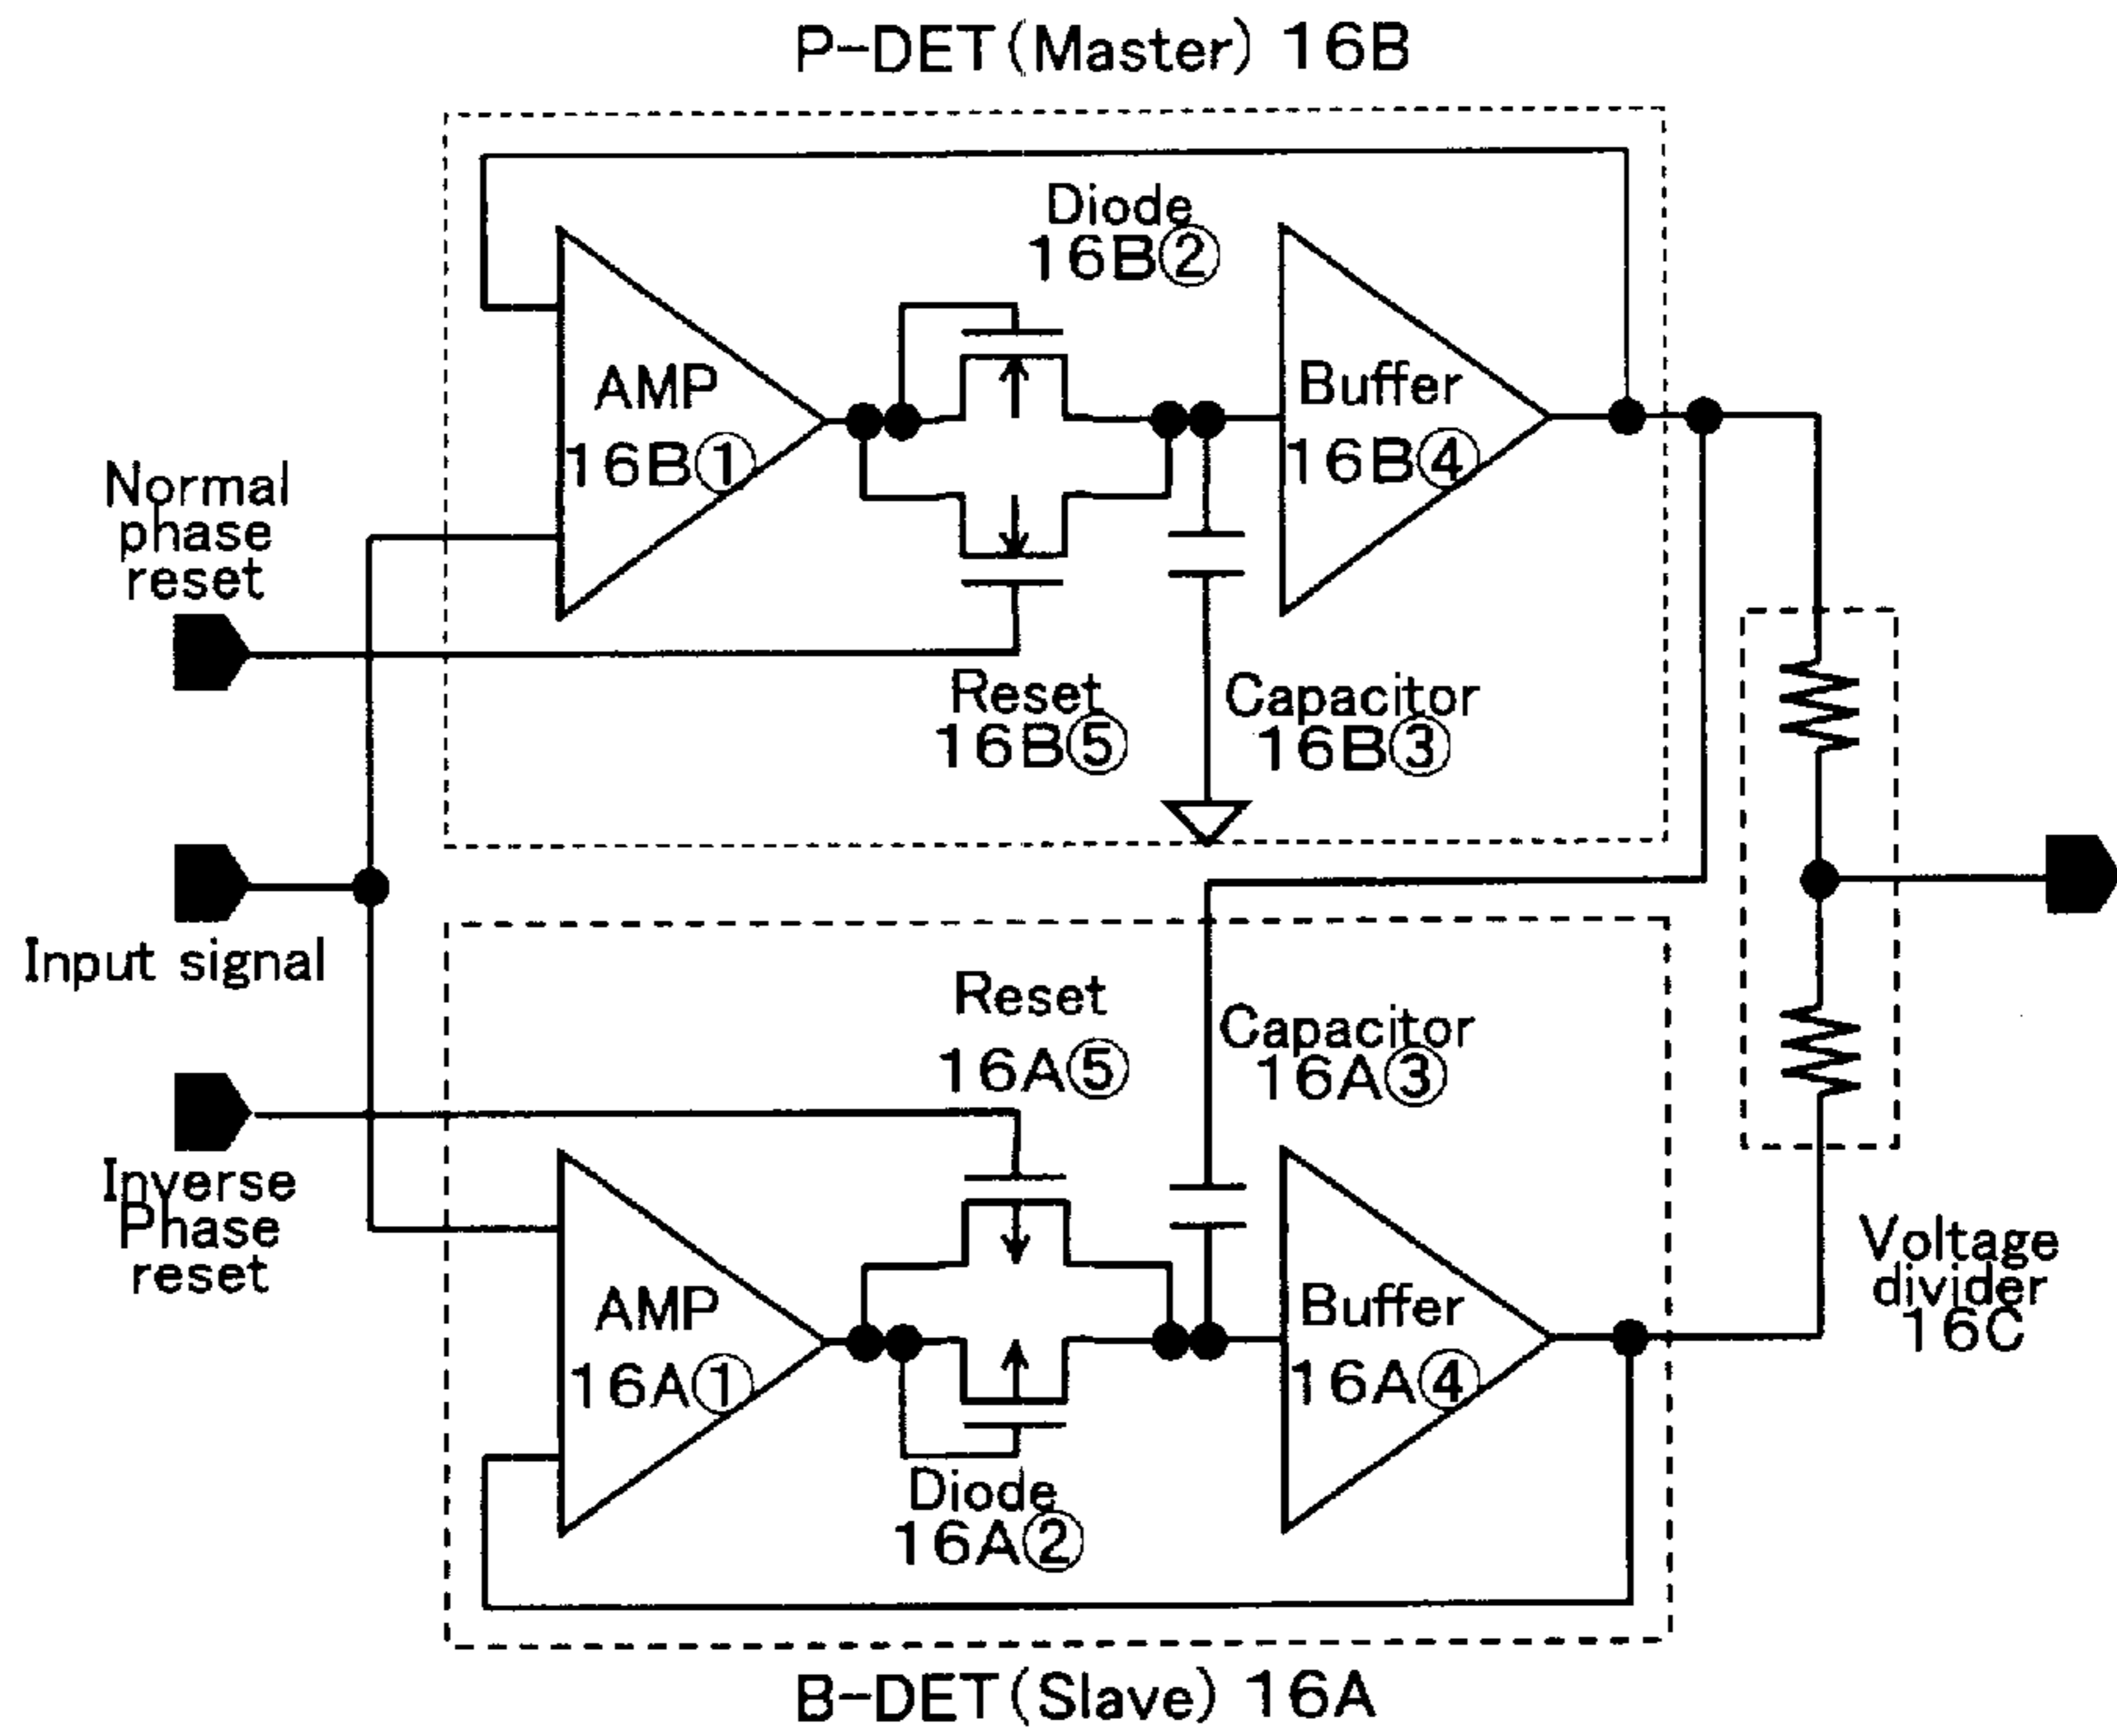 P-DET(Master) 16B
Diode
16B②
AMP
16B①
Buffer
16B④
Normal
phase
reset
Reset
16B⑤
Capacitor
16B③
Input signal
Reset
16A⑤
Capacitor
16A③
Inverse
Phase
reset
AMP
16A①
Buffer
16A④
Voltage
divider
16C
Diode
16A②
B-DET(Slave) 16A